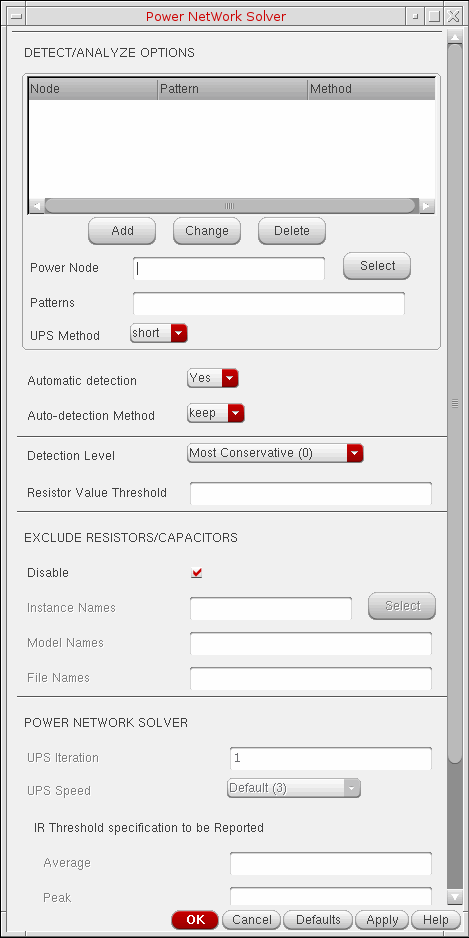 Power NetWork Solver
DETECT/ANALYZE OPTIONS
Node Pattern Method
Add Change Delete
Power Node Select
Patterns
UPS Method short
Automatic detection Yes
Auto-detection Method keep
Detection Level Most Conservative (0)
Resistor Value Threshold
EXCLUDE RESISTORS/CAPACITORS
Disable
Instance Names Select
Model Names
File Names
POWER NETWORK SOLVER
UPS Iteration 1
UPS Speed Default (3)
IR Threshold specification to be Reported
Average
Peak
OK Cancel Defaults Apply Help